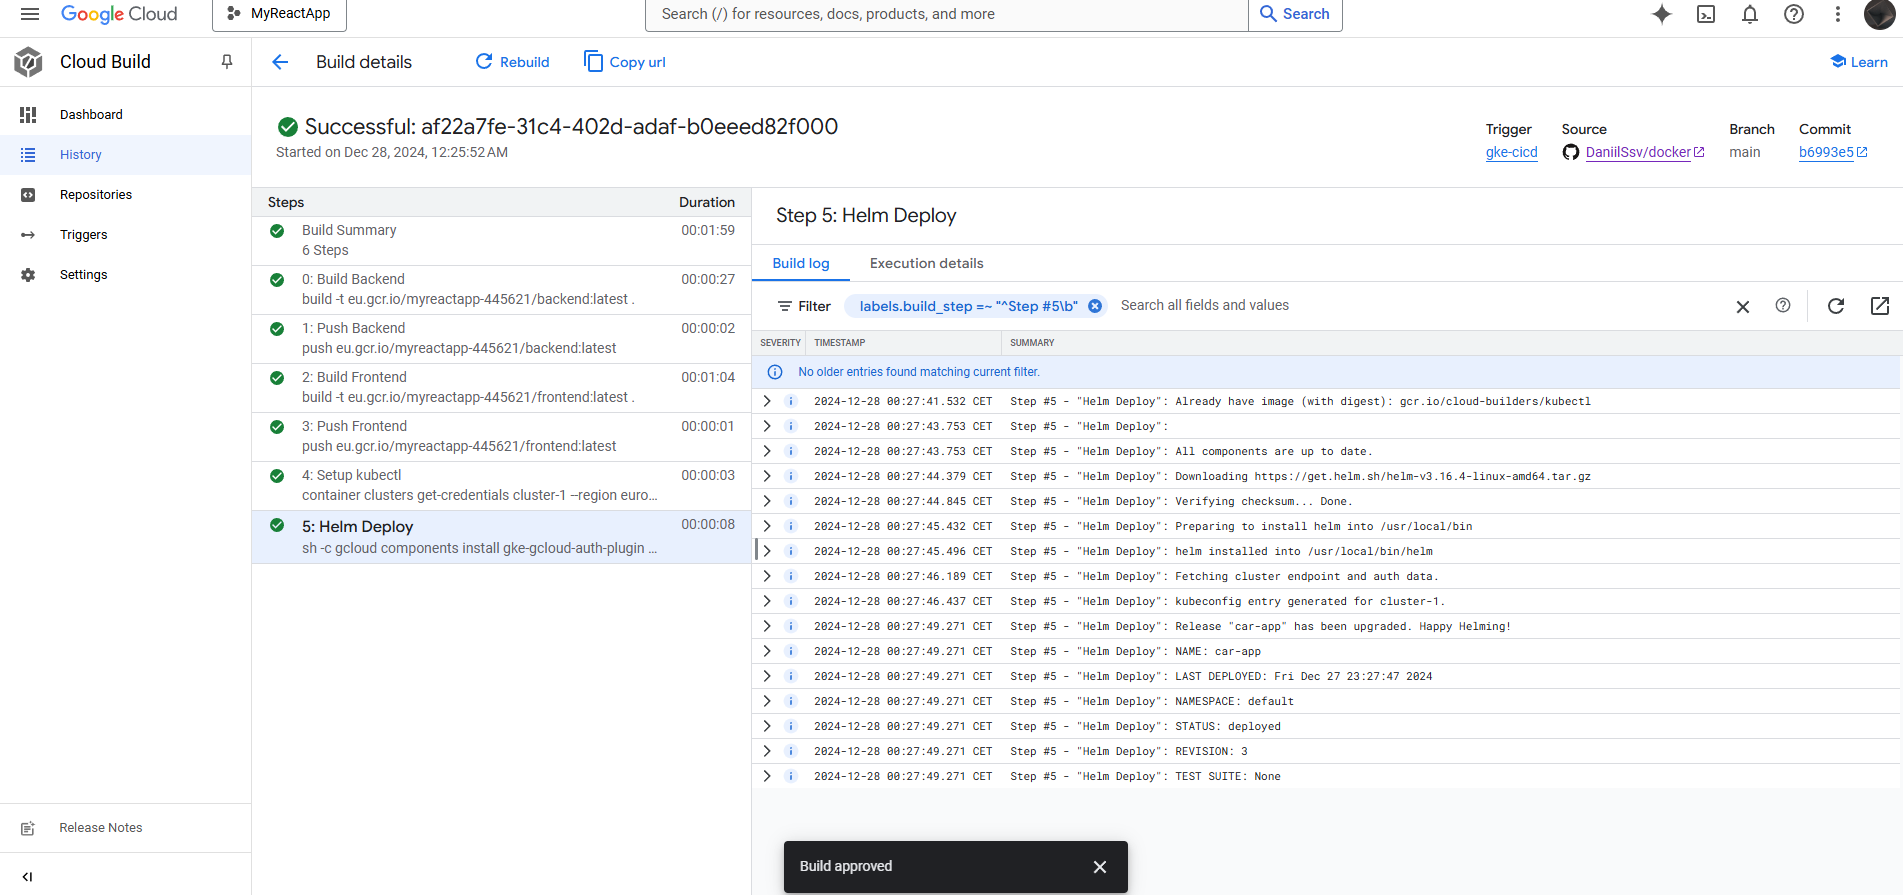 Google Cloud
MyReactApp
Search (/) for resources, docs, products, and more
Search
Cloud Build
Build details
Rebuild
Copy url
Learn
Dashboard
History
Repositories
Triggers
Settings
Release Notes
Successful: af22a7fe-31c4-402d-adaf-b0eeed82f000
Started on Dec 28, 2024, 12:25:52 AM
Trigger
gke-cicd
Source
DaniilSsv/docker
Branch
main
Commit
b6993e5
Steps Duration
Build Summary 00:01:59
6 Steps
0: Build Backend 00:00:27
build -t eu.gcr.io/myreactapp-445621/backend:latest .
1: Push Backend 00:00:02
push eu.gcr.io/myreactapp-445621/backend:latest
2: Build Frontend 00:01:04
build -t eu.gcr.io/myreactapp-445621/frontend:latest .
3: Push Frontend 00:00:01
push eu.gcr.io/myreactapp-445621/frontend:latest
4: Setup kubectl 00:00:03
container clusters get-credentials cluster-1 --region euro...
5: Helm Deploy 00:00:08
sh -c gcloud components install gke-gcloud-auth-plugin ...
Step 5: Helm Deploy
Build log Execution details
Filter labels.build_step =~ "^Step #5\b" Search all fields and values
SEVERITY TIMESTAMP SUMMARY
No older entries found matching current filter.
2024-12-28 00:27:41.532 CET Step #5 - "Helm Deploy": Already have image (with digest): gcr.io/cloud-builders/kubectl
2024-12-28 00:27:43.753 CET Step #5 - "Helm Deploy":
2024-12-28 00:27:43.753 CET Step #5 - "Helm Deploy": All components are up to date.
2024-12-28 00:27:44.379 CET Step #5 - "Helm Deploy": Downloading https://get.helm.sh/helm-v3.16.4-linux-amd64.tar.gz
2024-12-28 00:27:44.845 CET Step #5 - "Helm Deploy": Verifying checksum... Done.
2024-12-28 00:27:45.432 CET Step #5 - "Helm Deploy": Preparing to install helm into /usr/local/bin
2024-12-28 00:27:45.496 CET Step #5 - "Helm Deploy": helm installed into /usr/local/bin/helm
2024-12-28 00:27:46.189 CET Step #5 - "Helm Deploy": Fetching cluster endpoint and auth data.
2024-12-28 00:27:46.437 CET Step #5 - "Helm Deploy": kubeconfig entry generated for cluster-1.
2024-12-28 00:27:49.271 CET Step #5 - "Helm Deploy": Release "car-app" has been upgraded. Happy Helming!
2024-12-28 00:27:49.271 CET Step #5 - "Helm Deploy": NAME: car-app
2024-12-28 00:27:49.271 CET Step #5 - "Helm Deploy": LAST DEPLOYED: Fri Dec 27 23:27:47 2024
2024-12-28 00:27:49.271 CET Step #5 - "Helm Deploy": NAMESPACE: default
2024-12-28 00:27:49.271 CET Step #5 - "Helm Deploy": STATUS: deployed
2024-12-28 00:27:49.271 CET Step #5 - "Helm Deploy": REVISION: 3
2024-12-28 00:27:49.271 CET Step #5 - "Helm Deploy": TEST SUITE: None
Build approved